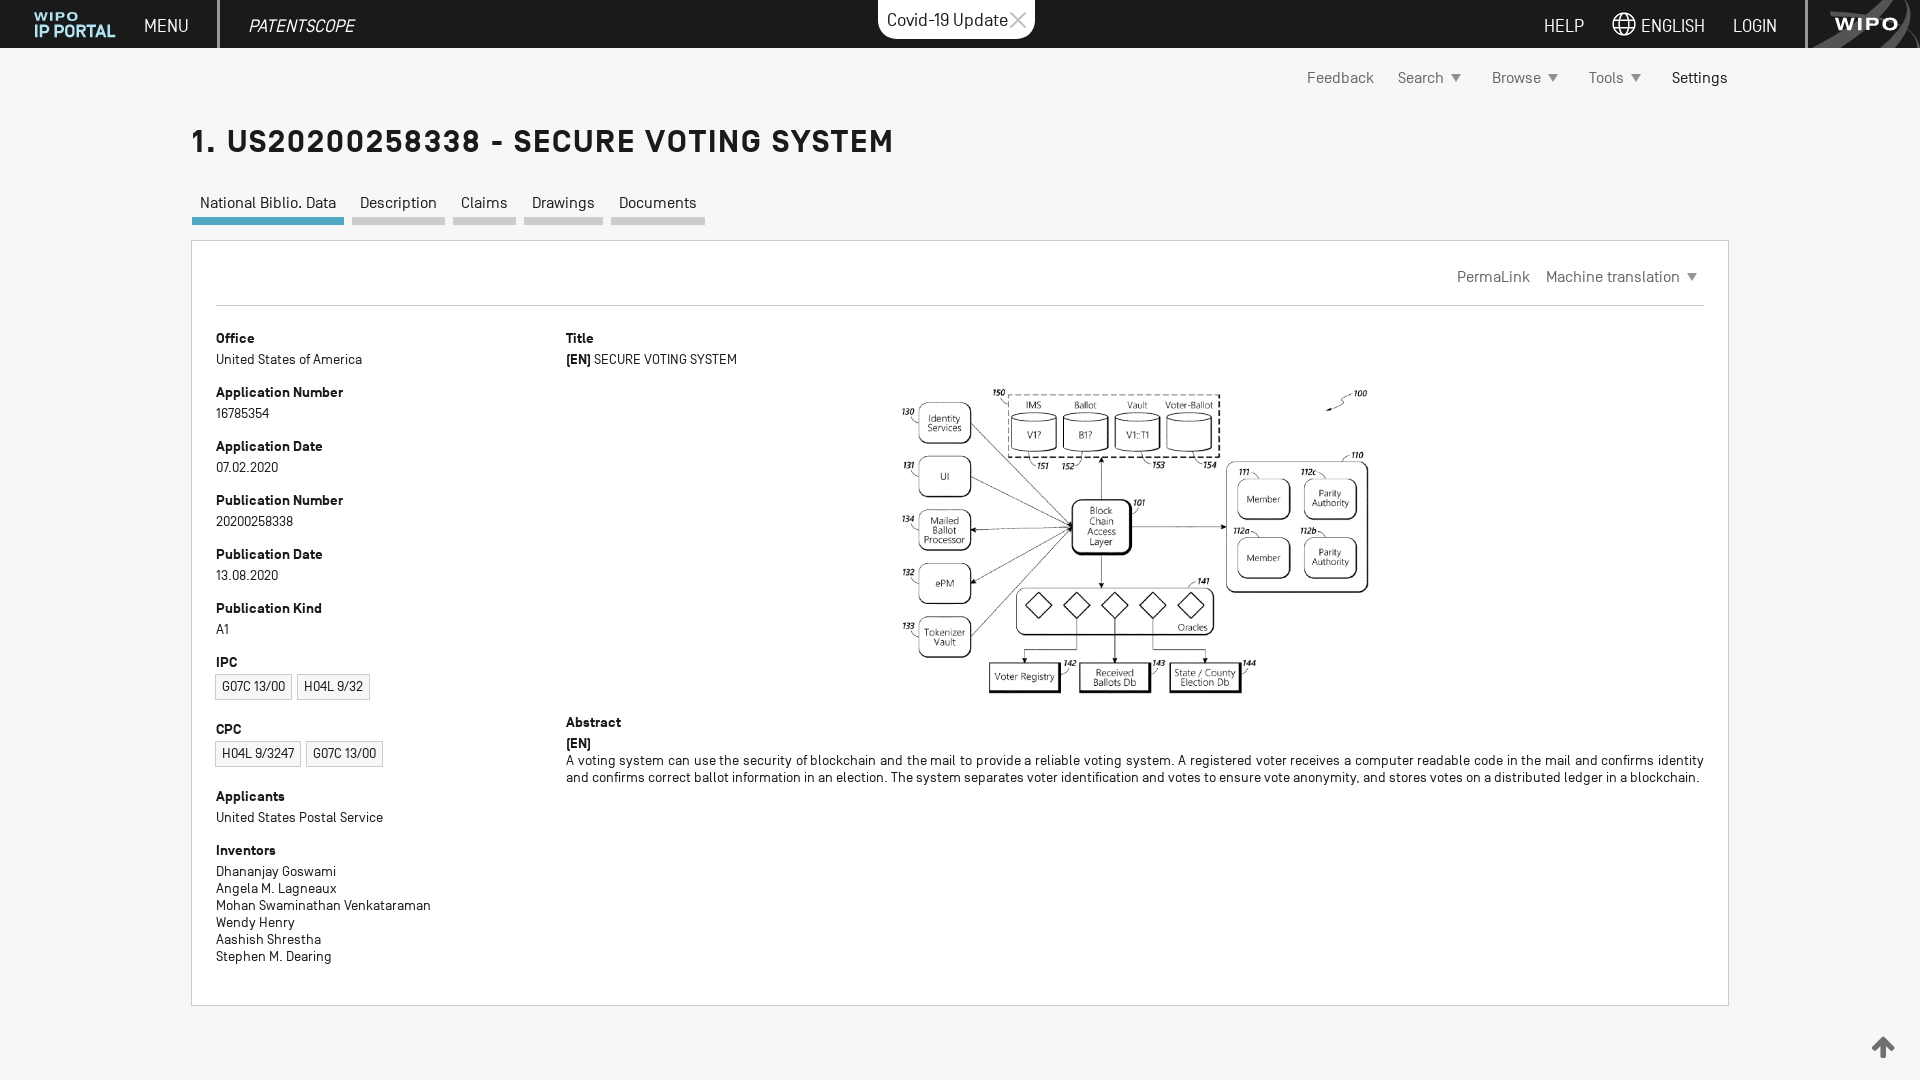 WIPO
IP PORTAL
MENU
PATENTSCOPE
Covid-19 Update
HELP
ENGLISH
LOGIN
WIPO
Feedback
Search
Browse
Tools
Settings
1. US20200258338 - SECURE VOTING SYSTEM
National Biblio. Data
Description
Claims
Drawings
Documents
PermaLink
Machine translation
Office
United States of America
Application Number
16785354
Application Date
07.02.2020
Publication Number
20200258338
Publication Date
13.08.2020
Publication Kind
A1
IPC
G07C 13/00
H04L 9/32
CPC
H04L 9/3247
G07C 13/00
Applicants
United States Postal Service
Inventors
Dhananjay Goswami
Angela M. Lagneaux
Mohan Swaminathan Venkataraman
Wendy Henry
Aashish Shrestha
Stephen M. Dearing
Title
[EN] SECURE VOTING SYSTEM
150
IMS
Ballot
Vault
Voter-Ballot
V1?
B1?
V1::T1
151
152
153
154
100
130
Identity
Services
131
UI
134
Mailed
Ballot
Processor
132
ePM
133
Tokenizer
Vault
101
Block
Chain
Access
Layer
110
111
Member
112c
Parity
Authority
112a
Member
112b
Parity
Authority
141
Oracles
Voter Registry
142
Received
Ballots Db
143
State / County
Election Db
144
Abstract
[EN]
A voting system can use the security of blockchain and the mail to provide a reliable voting system. A registered voter receives a computer readable code in the mail and confirms identity
and confirms correct ballot information in an election. The system separates voter identification and votes to ensure vote anonymity, and stores votes on a distributed ledger in a blockchain.